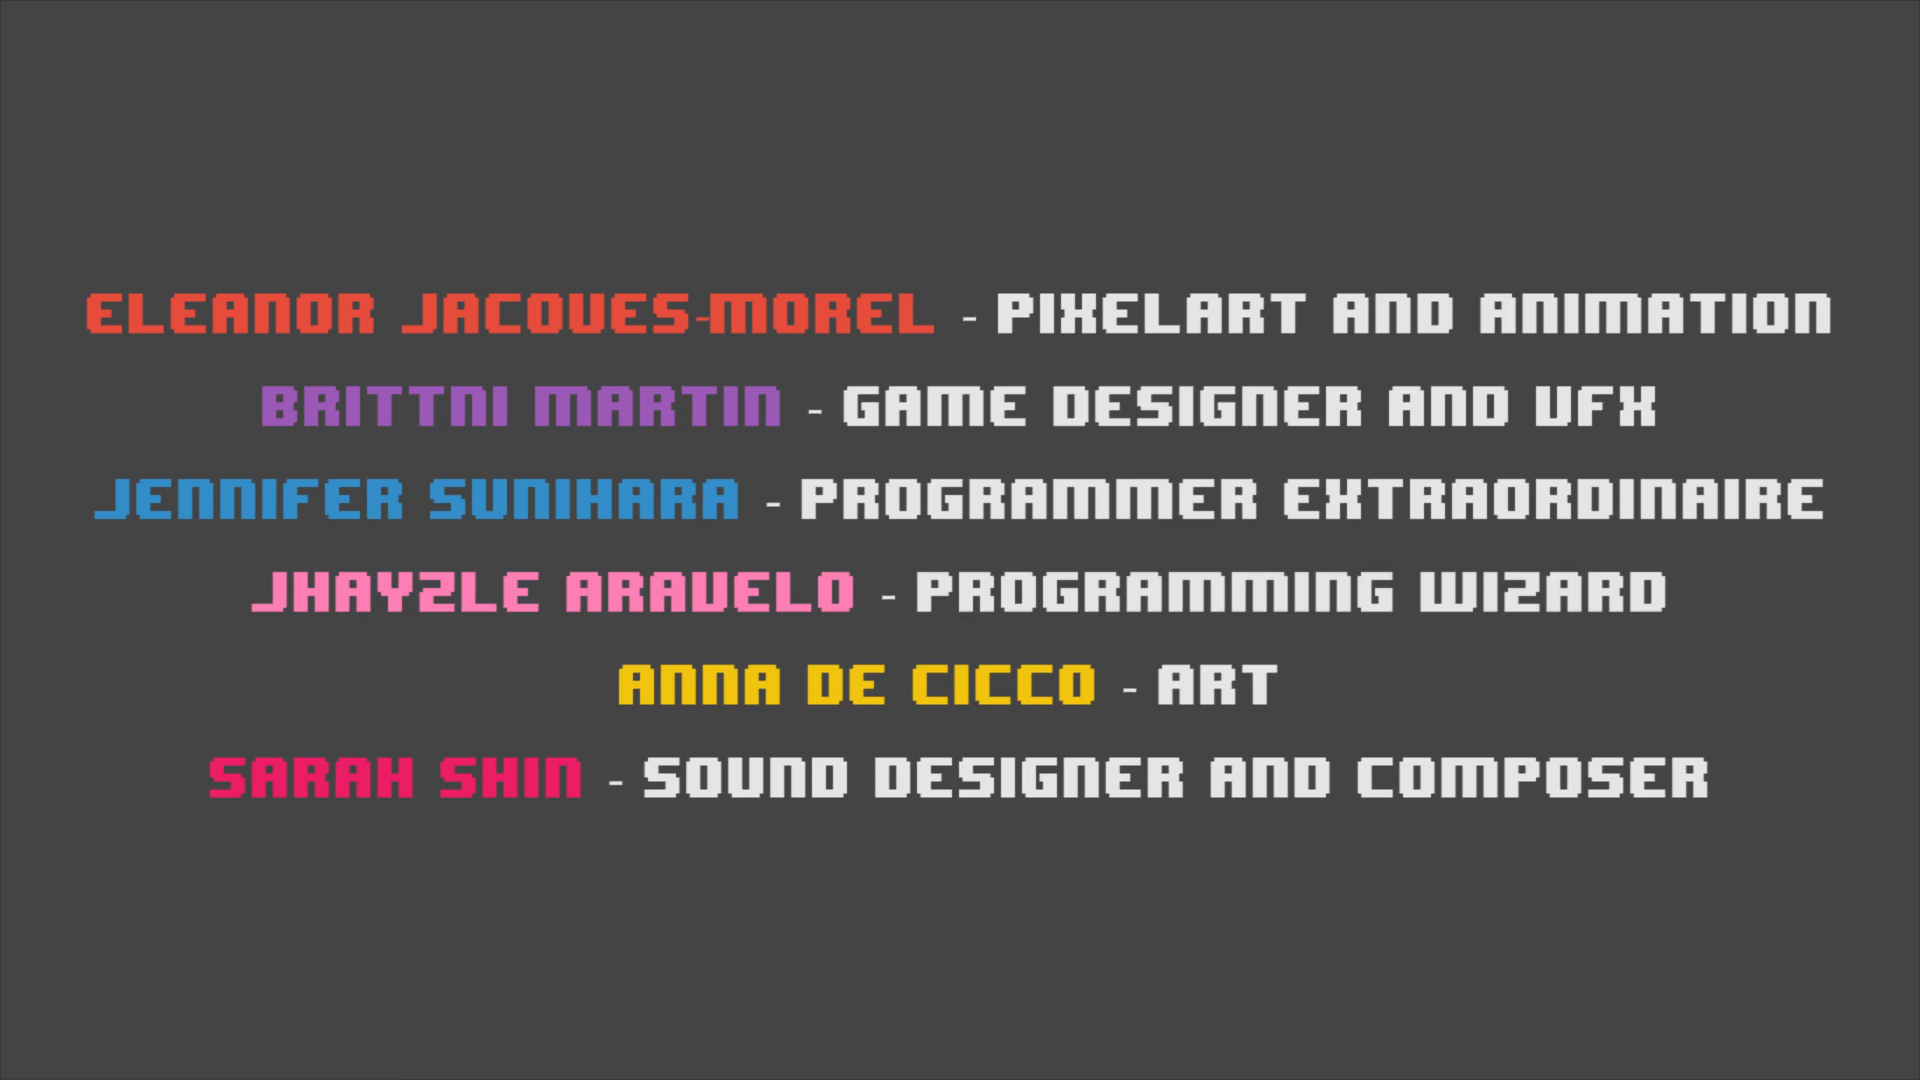 ELEANOR JACQUES-MOREL - PIXELART AND ANIMATION
BRITTNI MARTIN - GAME DESIGNER AND VFX
JENNIFER SUNIHARA - PROGRAMMER EXTRAORDINAIRE
JHAYZLE ARAVELO - PROGRAMMING WIZARD
ANNA DE CICCO - ART
SARAH SHIN - SOUND DESIGNER AND COMPOSER